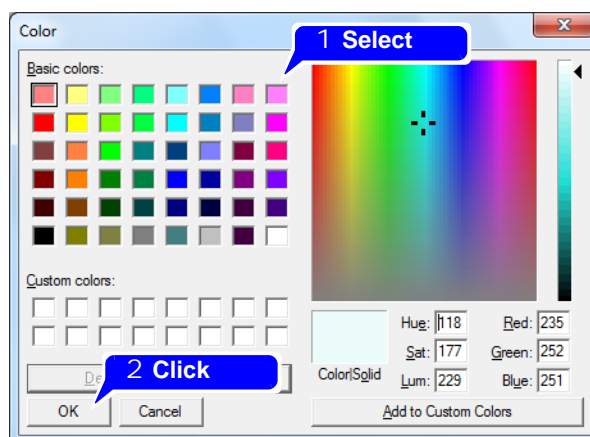 Color
1 Select
Basic colors:
Custom colors:
2 Click
OK
Cancel
Color|Solid
Hue: 118
Sat: 177
Lum: 229
Red: 235
Green: 252
Blue: 251
Add to Custom Colors